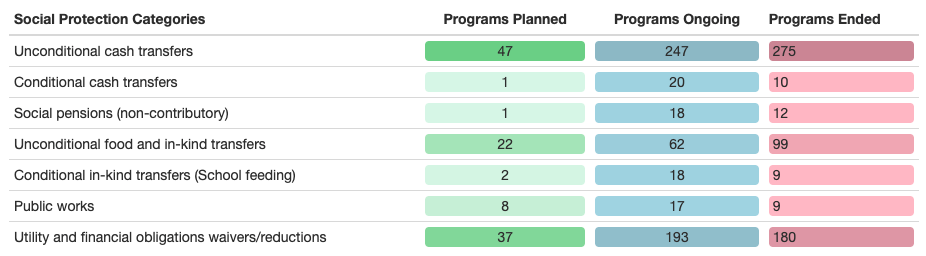 Social Protection Categories Programs Planned Programs Ongoing Programs Ended
Unconditional cash transfers 47 247 275
Conditional cash transfers 1 20 10
Social pensions (non-contributory) 1 18 12
Unconditional food and in-kind transfers 22 62 99
Conditional in-kind transfers (School feeding) 2 18 9
Public works 8 17 9
Utility and financial obligations waivers/reductions 37 193 180